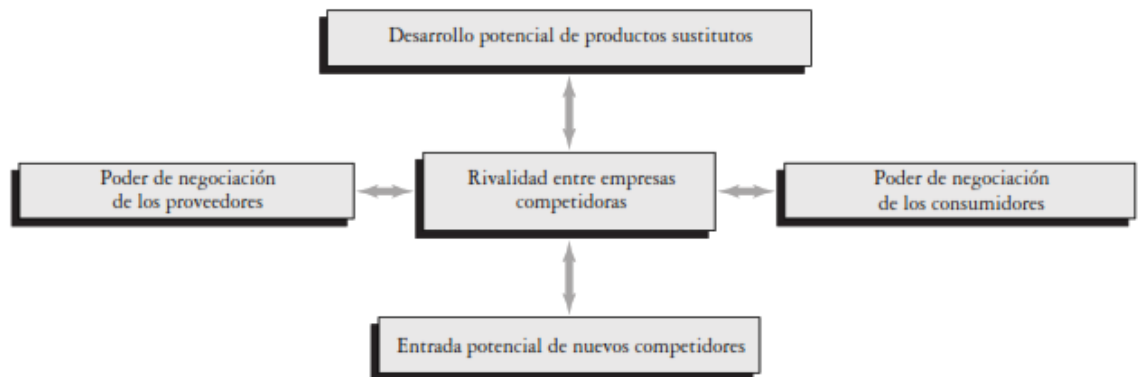 Desarrollo potencial de productos sustitutos
Poder de negociación
de los proveedores
Rivalidad entre empresas
competidoras
Poder de negociación
de los consumidores
Entrada potencial de nuevos competidores